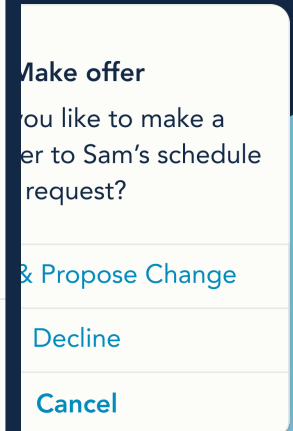 Make offer
you like to make a
er to Sam's schedule
request?
& Propose Change
Decline
Cancel